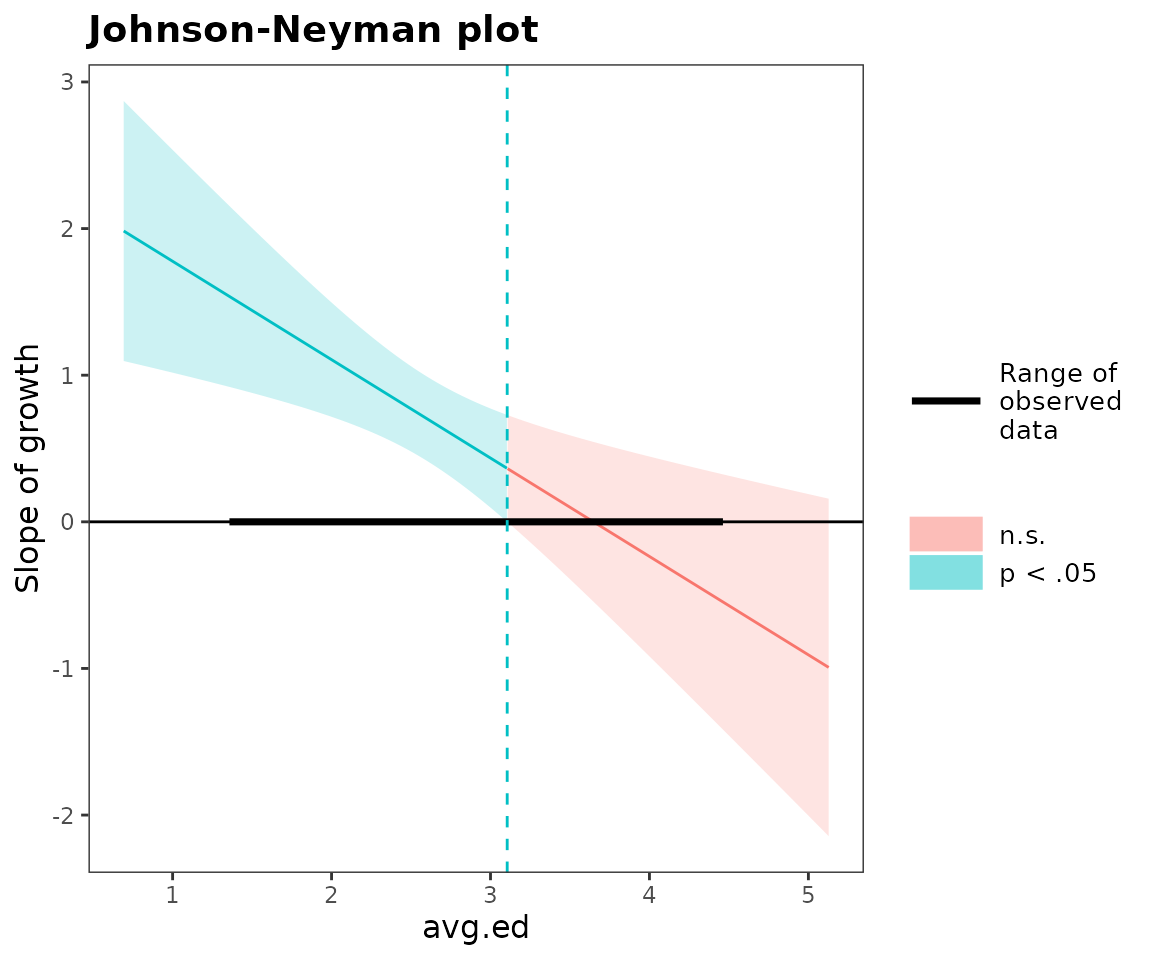 Johnson-Neyman plot
3
2
1
0
-1
-2
Slope of growth
1 2 3 4 5
avg.ed
Range of
observed
data
n.s.
p < .05